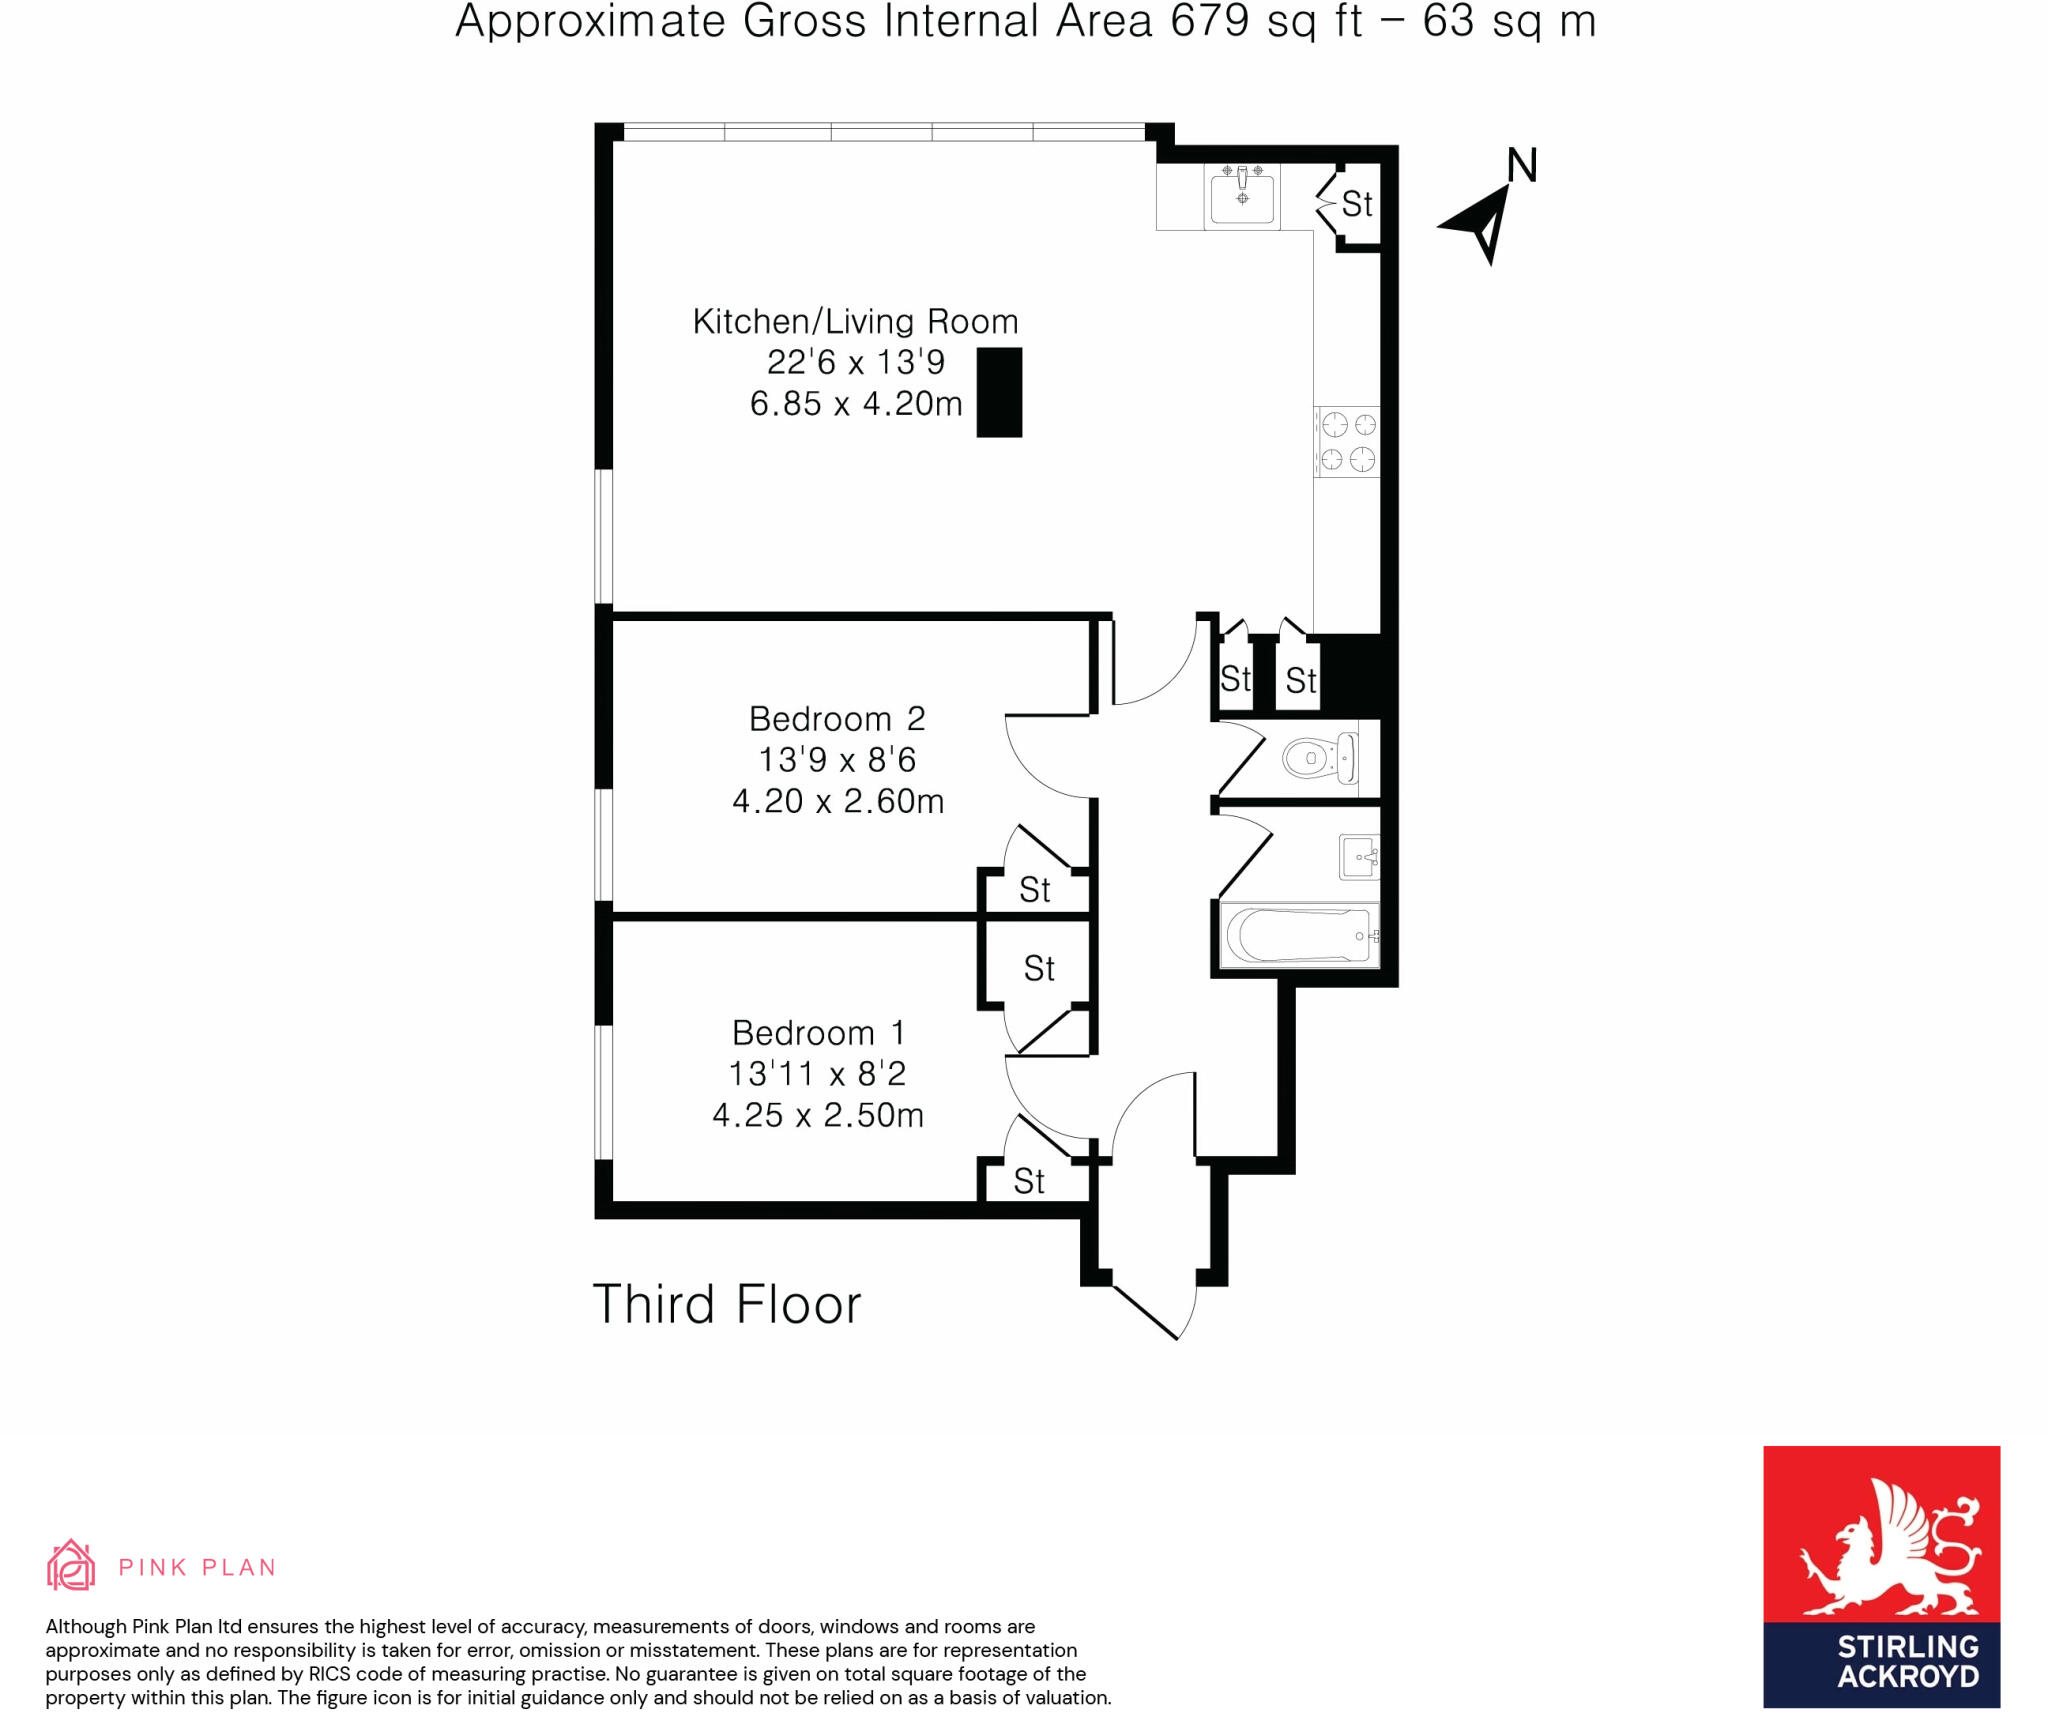 Approximate Gross Internal Area 679 sq ft – 63 sq m
N
St
Kitchen/Living Room
22'6 x 13'9
6.85 x 4.20m
St
St
Bedroom 2
13'9 x 8'6
4.20 x 2.60m
St
St
Bedroom 1
13'11 x 8'2
4.25 x 2.50m
St
Third Floor
PINK PLAN
Although Pink Plan ltd ensures the highest level of accuracy, measurements of doors, windows and rooms are
approximate and no responsibility is taken for error, omission or misstatement. These plans are for representation
purposes only as defined by RICS code of measuring practise. No guarantee is given on total square footage of the
property within this plan. The figure icon is for initial guidance only and should not be relied on as a basis of valuation.
STIRLING
ACKROYD